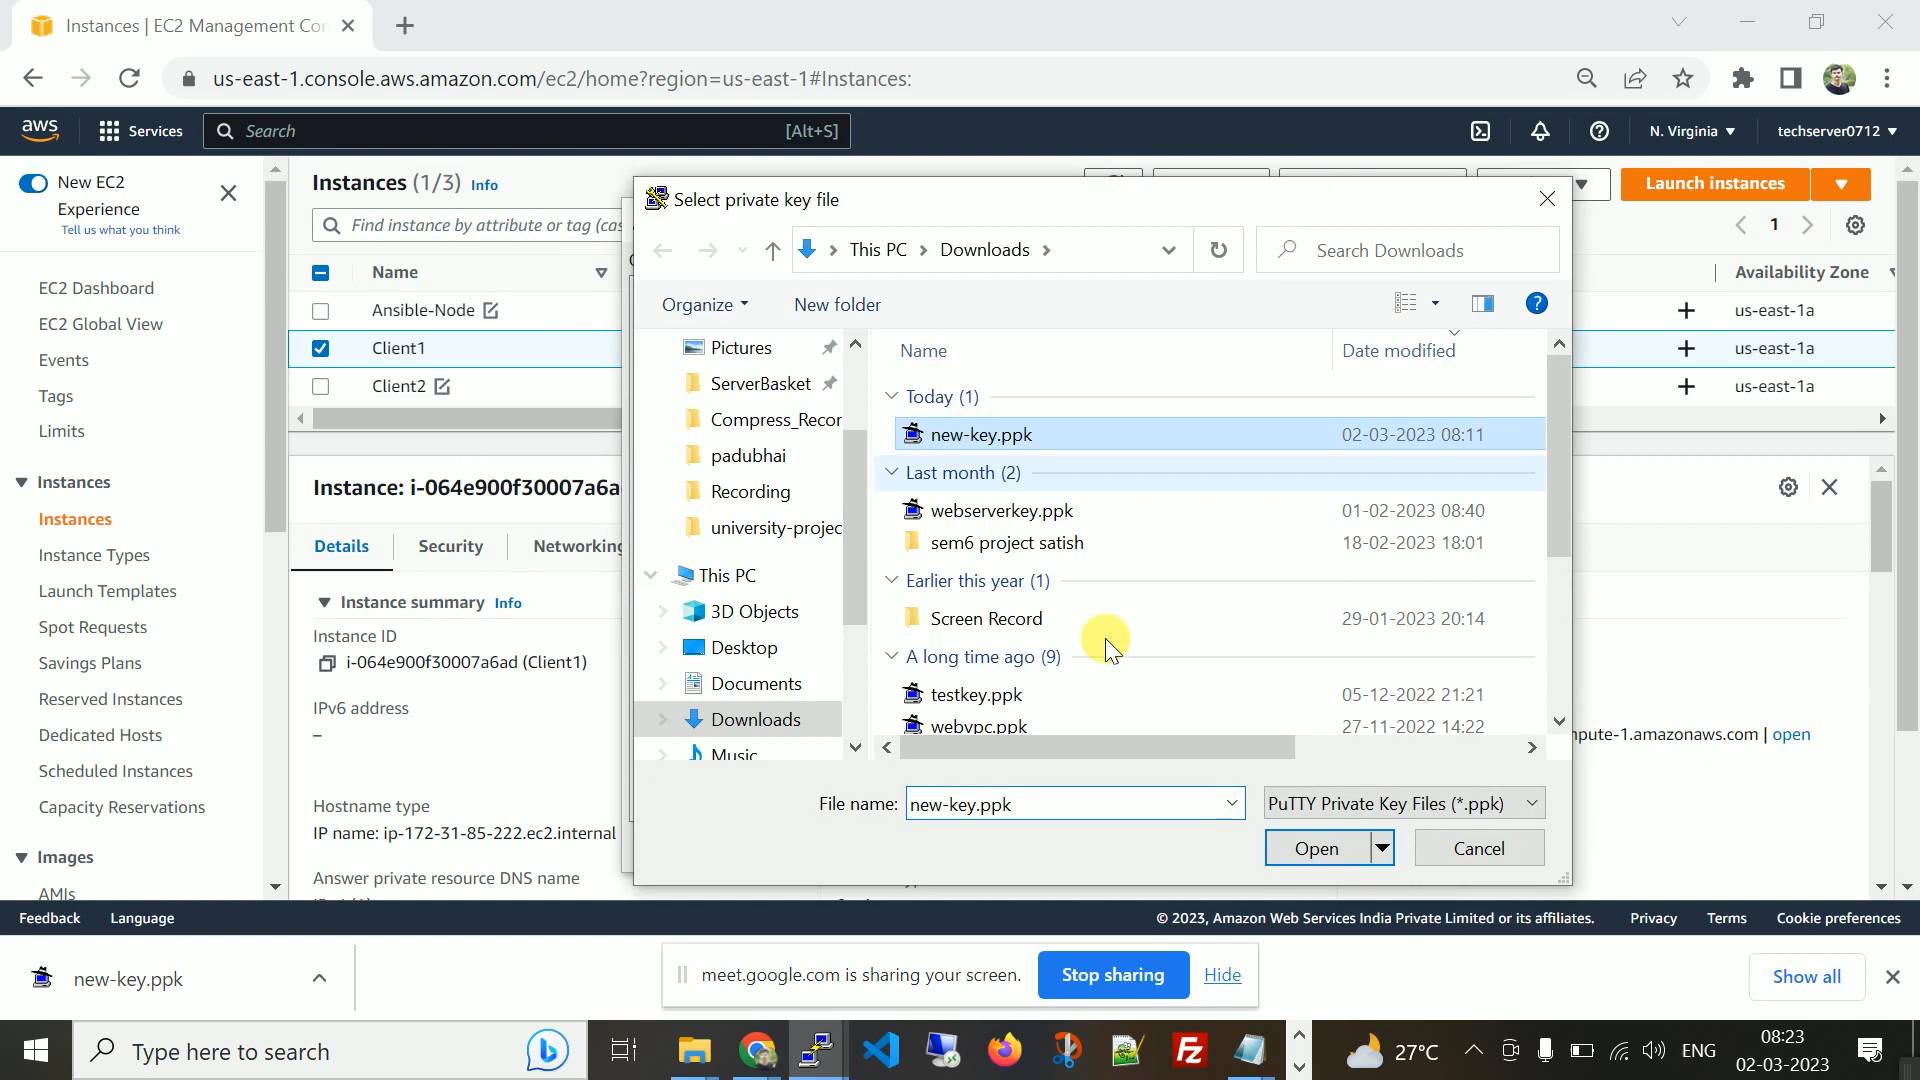 Instances | EC2 Management Con
us-east-1.console.aws.amazon.com/ec2/home?region=us-east-1#Instances:
aws
Services
Search
[Alt+S]
N. Virginia
techserver0712
New EC2
Experience
Tell us what you think
EC2 Dashboard
EC2 Global View
Events
Tags
Limits
Instances
Instances
Instance Types
Launch Templates
Spot Requests
Savings Plans
Reserved Instances
Dedicated Hosts
Scheduled Instances
Capacity Reservations
Images
AMIs
Instances (1/3) Info
Find instance by attribute or tag (cas
Name
Ansible-Node
Client1
Client2
Launch instances
1
Availability Zone
us-east-1a
us-east-1a
us-east-1a
Instance: i-064e900f30007a6a
Details
Security
Networking
Instance summary Info
Instance ID
i-064e900f30007a6ad (Client1)
IPv6 address
–
Hostname type
IP name: ip-172-31-85-222.ec2.internal
Answer private resource DNS name
mpute-1.amazonaws.com | open
Select private key file
This PC
Downloads
Search Downloads
Organize
New folder
Pictures
ServerBasket
Compress_Recor
padubhai
Recording
university-projec
This PC
3D Objects
Desktop
Documents
Downloads
Music
Name
Date modified
Today (1)
new-key.ppk 02-03-2023 08:11
Last month (2)
webserverkey.ppk 01-02-2023 08:40
sem6 project satish 18-02-2023 18:01
Earlier this year (1)
Screen Record 29-01-2023 20:14
A long time ago (9)
testkey.ppk 05-12-2022 21:21
webvpc.ppk 27-11-2022 14:22
File name: new-key.ppk
PuTTY Private Key Files (*.ppk)
Open
Cancel
Feedback
Language
© 2023, Amazon Web Services India Private Limited or its affiliates.
Privacy
Terms
Cookie preferences
new-key.ppk
meet.google.com is sharing your screen.
Stop sharing
Hide
Show all
Type here to search
27°C
ENG
08:23
02-03-2023